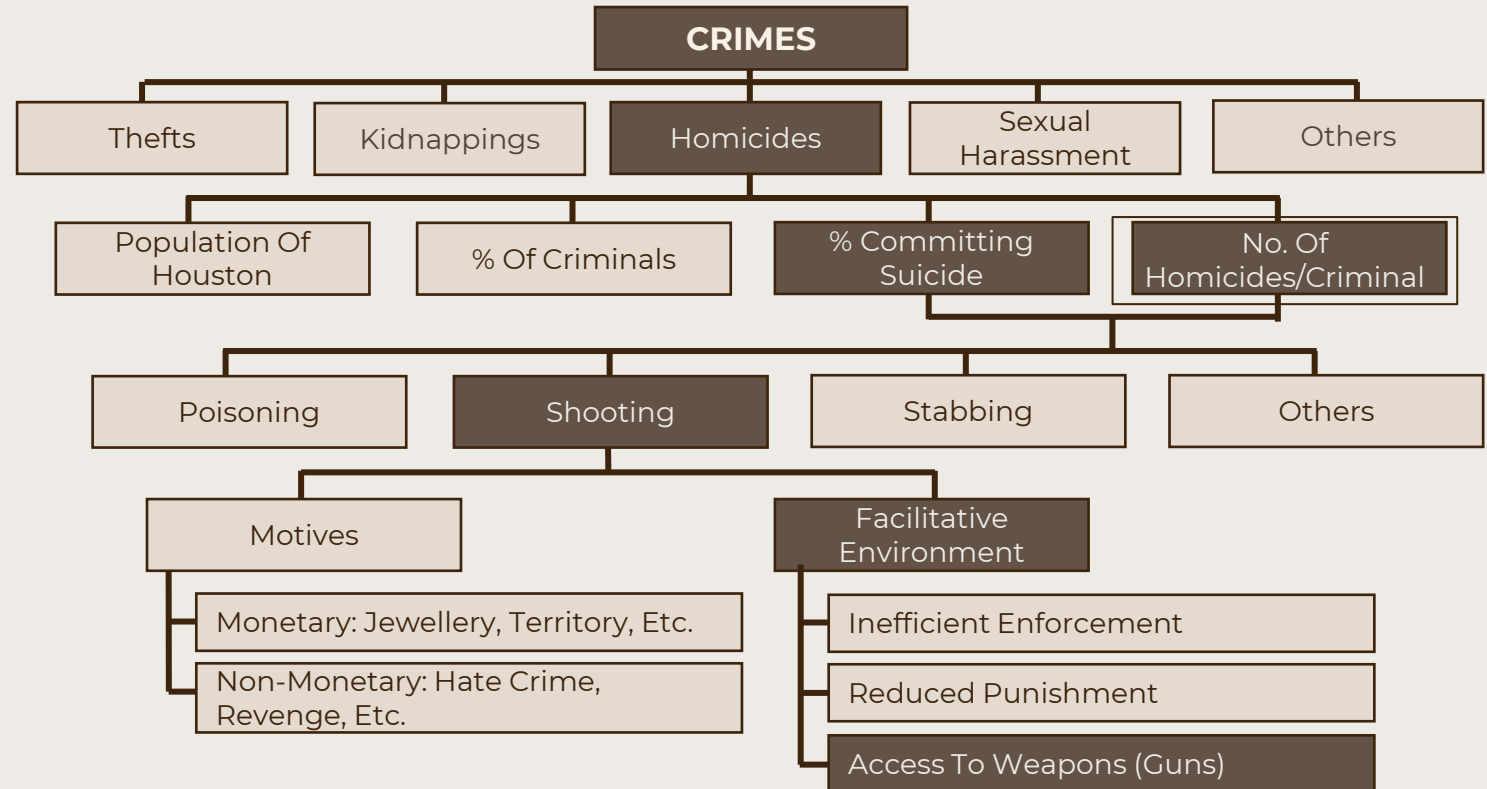 CRIMES
Thefts
Kidnappings
Homicides
Sexual
Harassment
Others
Population Of
Houston
% Of Criminals
% Committing
Suicide
No. Of
Homicides/Criminal
Poisoning
Shooting
Stabbing
Others
Motives
Facilitative
Environment
Monetary: Jewellery, Territory, Etc.
Non-Monetary: Hate Crime,
Revenge, Etc.
Inefficient Enforcement
Reduced Punishment
Access To Weapons (Guns)